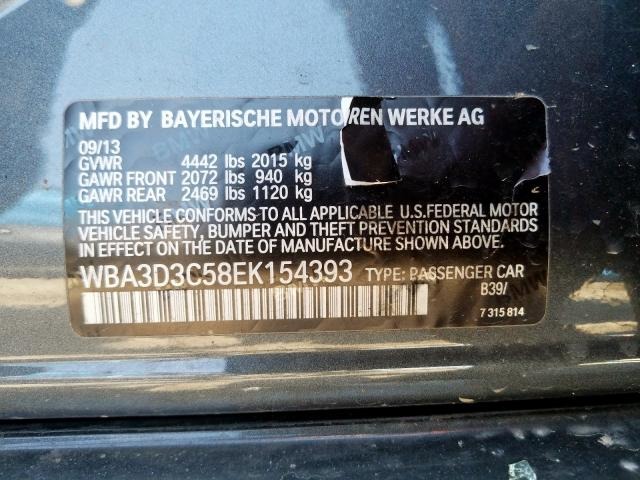 MFD BY BAYERISCHE MOTOREN WERKE AG
09/13
GVWR 4442 lbs 2015 kg
GAWR FRONT 2072 lbs 940 kg
GAWR REAR 2469 lbs 1120 kg
THIS VEHICLE CONFORMS TO ALL APPLICABLE U.S.FEDERAL MOTOR
VEHICLE SAFETY, BUMPER AND THEFT PREVENTION STANDARDS
IN EFFECT ON THE DATE OF MANUFACTURE SHOWN ABOVE.
WBA3D3C58EK154393 TYPE: PASSENGER CAR
B39/
7 315 814